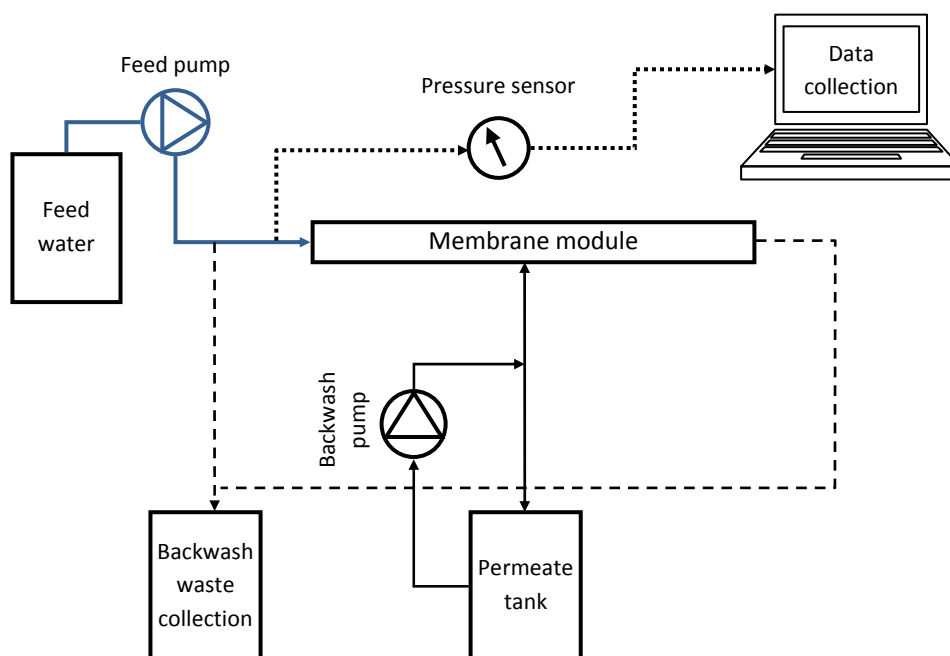 Feed pump
Pressure sensor
Data
collection
Feed
water
Membrane module
Backwash
pump
Backwash
waste
collection
Permeate
tank